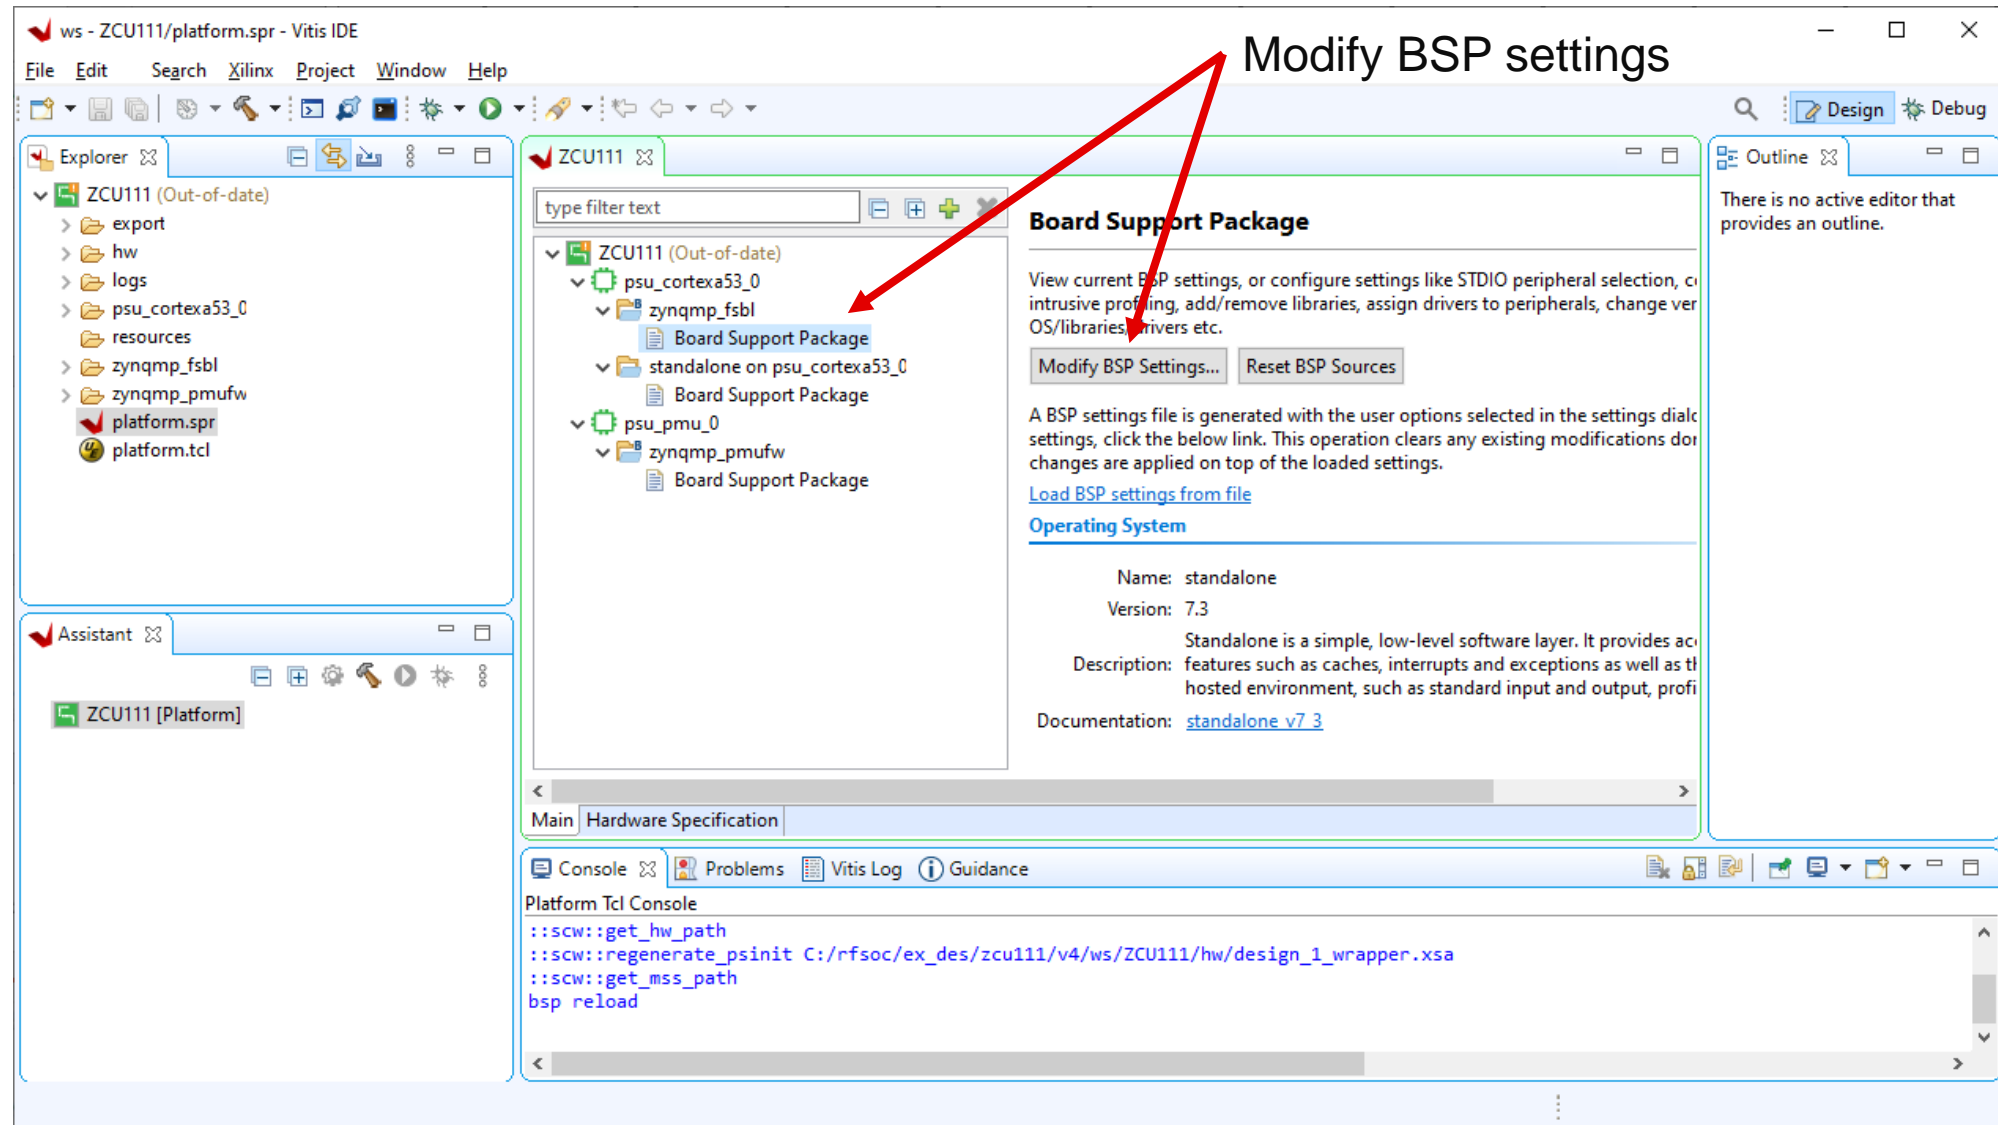 ws - ZCU111/platform.spr - Vitis IDE
Modify BSP settings
File Edit Search Xilinx Project Window Help
Design Debug
Explorer
ZCU111 (Out-of-date)
export
hw
logs
psu_cortexa53_0
resources
zynqmp_fsbl
zynqmp_pmufw
platform.spr
platform.tcl
Assistant
ZCU111 [Platform]
ZCU111
type filter text
ZCU111 (Out-of-date)
psu_cortexa53_0
zynqmp_fsbl
Board Support Package
standalone on psu_cortexa53_0
Board Support Package
psu_pmu_0
zynqmp_pmufw
Board Support Package
Board Support Package
View current BSP settings, or configure settings like STDIO peripheral selection,
intrusive profiling, add/remove libraries, assign drivers to peripherals, change ver
OS/libraries/drivers etc.
Modify BSP Settings... Reset BSP Sources
A BSP settings file is generated with the user options selected in the settings dialo
settings, click the below link. This operation clears any existing modifications dor
changes are applied on top of the loaded settings.
Load BSP settings from file
Operating System
Name: standalone
Version: 7.3
Standalone is a simple, low-level software layer. It provides acc
Description: features such as caches, interrupts and exceptions as well as th
hosted environment, such as standard input and output, profi
Documentation: standalone_v7_3
Main Hardware Specification
Outline
There is no active editor that
provides an outline.
Console Problems Vitis Log Guidance
Platform Tcl Console
::scw::get_hw_path
::scw::regenerate_psinit C:/rfsoc/ex_des/zcu111/v4/ws/ZCU111/hw/design_1_wrapper.xsa
::scw::get_mss_path
bsp reload